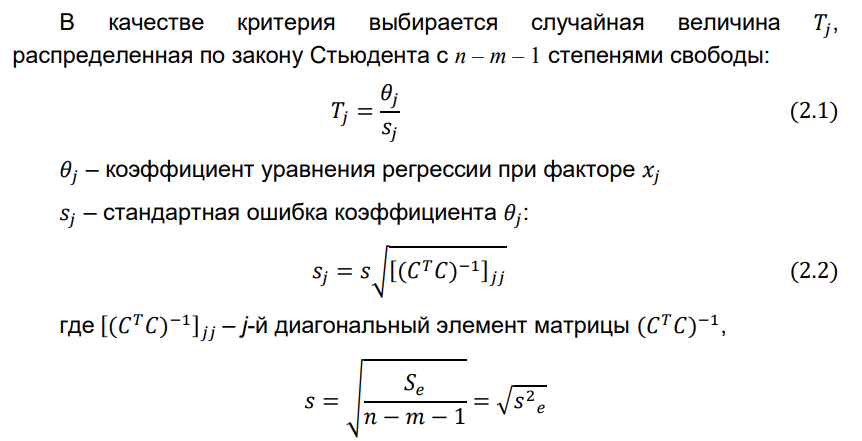 В качестве критерия выбирается случайная величина 𝑇𝑗,
распределенная по закону Стьюдента с n – m – 1 степенями свободы:
𝑇𝑗 = 𝜃𝑗 / 𝑠𝑗 (2.1)
𝜃𝑗 – коэффициент уравнения регрессии при факторе 𝑥𝑗
𝑠𝑗 – стандартная ошибка коэффициента 𝜃𝑗:
𝑠𝑗 = 𝑠√[(𝐶ᵀ𝐶)⁻¹]𝑗𝑗 (2.2)
где [(𝐶ᵀ𝐶)⁻¹]𝑗𝑗 – j-й диагональный элемент матрицы (𝐶ᵀ𝐶)⁻¹,
𝑠 = √(𝑆𝑒 / (𝑛 − 𝑚 − 1)) = √𝑠²𝑒